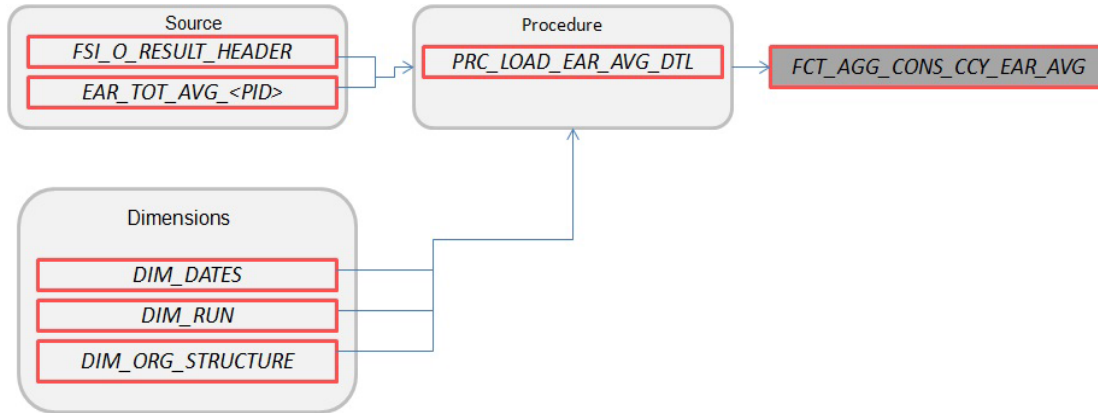 Source
FSI_O_RESULT_HEADER
EAR_TOT_AVG_<PID>
Procedure
PRC_LOAD_EAR_AVG_DTL
FCT_AGG_CONS_CCY_EAR_AVG
Dimensions
DIM_DATES
DIM_RUN
DIM_ORG_STRUCTURE